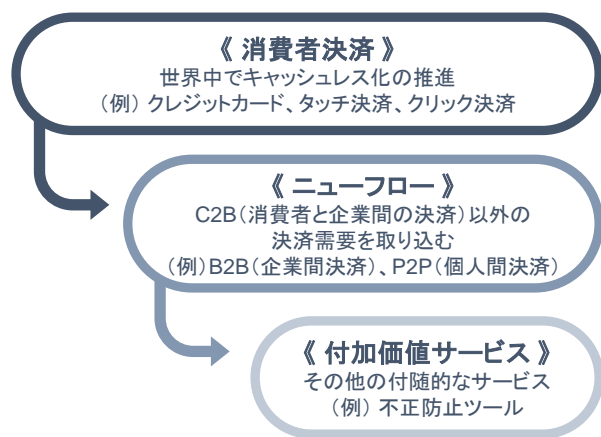 《 消費者決済 》
世界中でキャッシュレス化の推進
（例） クレジットカード、タッチ決済、クリック決済
《 ニューフロー 》
C2B（消費者と企業間の決済）以外の
決済需要を取り込む
（例）B2B（企業間決済）、P2P（個人間決済）
《 付加価値サービス 》
その他の付随的なサービス
（例） 不正防止ツール